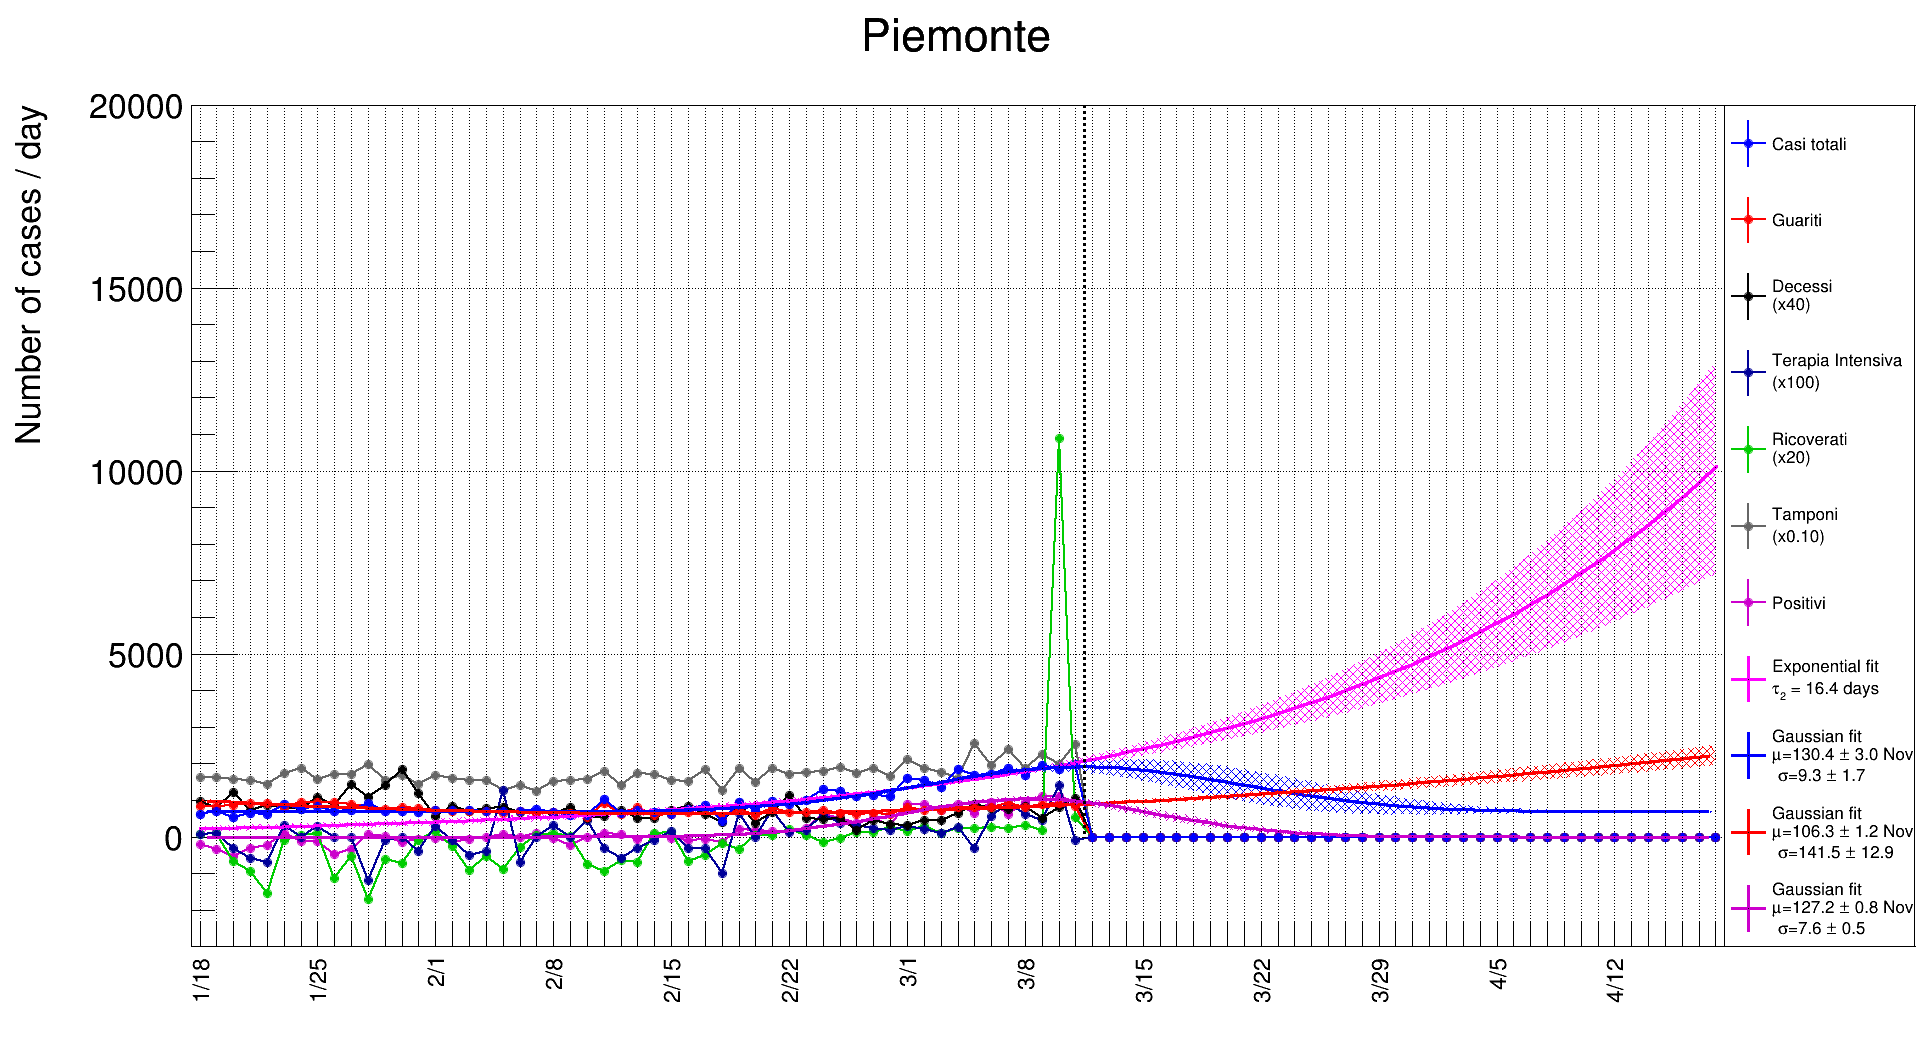 Piemonte
Number of cases / day
20000
15000
10000
5000
0
1/18
1/25
2/1
2/8
2/15
2/22
3/1
3/8
3/15
3/22
3/29
4/5
4/12
Casi totali
Guariti
Decessi
(x40)
Terapia Intensiva
(x100)
Ricoverati
(x20)
Tamponi
(x0.10)
Positivi
Exponential fit
τ2 = 16.4 days
Gaussian fit
μ=130.4 ± 3.0 Nov
σ=9.3 ± 1.7
Gaussian fit
μ=106.3 ± 1.2 Nov
σ=141.5 ± 12.9
Gaussian fit
μ=127.2 ± 0.8 Nov
σ=7.6 ± 0.5